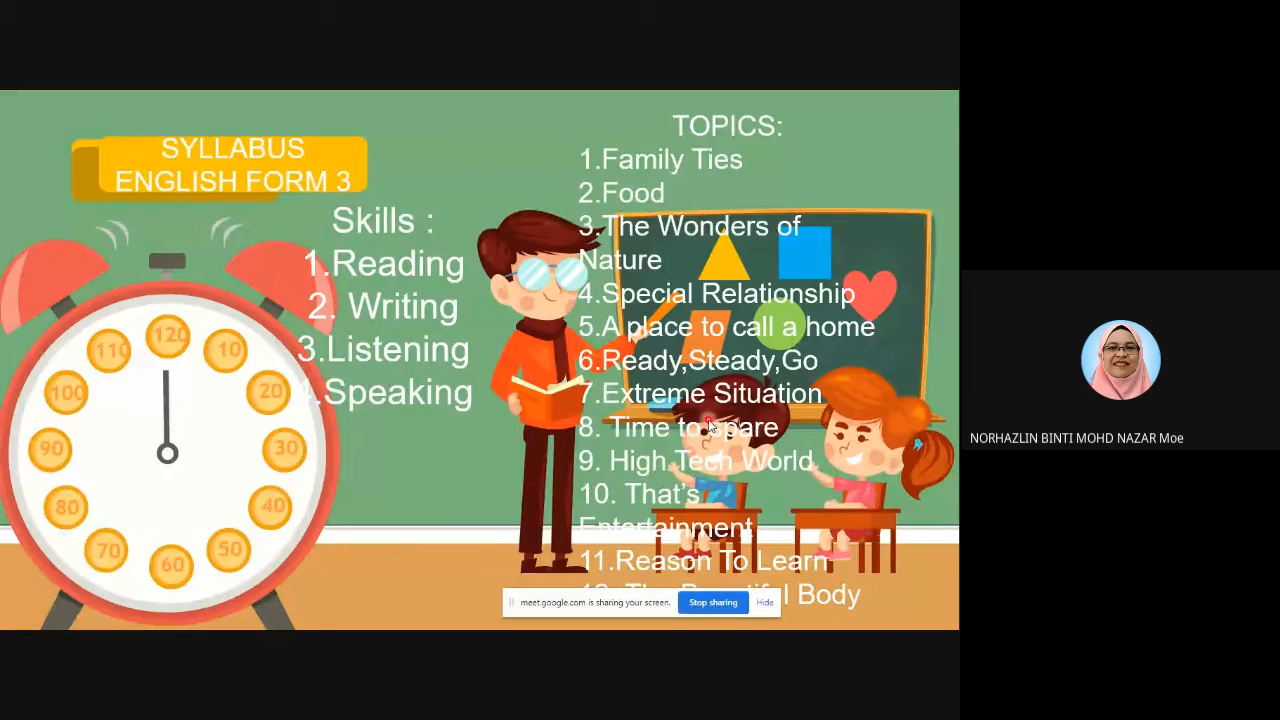 SYLLABUS
ENGLISH FORM 3
Skills :
1.Reading
2. Writing
3.Listening
4.Speaking
TOPICS:
1.Family Ties
2.Food
3.The Wonders of
Nature
4.Special Relationship
5.A place to call a home
6.Ready,Steady,Go
7.Extreme Situation
8. Time to spare
9. High Tech World
10. That's
Entertainment
11.Reason To Learn
12. The Beautiful Body
120
10
20
30
40
50
60
70
80
90
100
110
meet.google.com is sharing your screen.
Stop sharing
Hide
NORHAZLIN BINTI MOHD NAZAR Moe